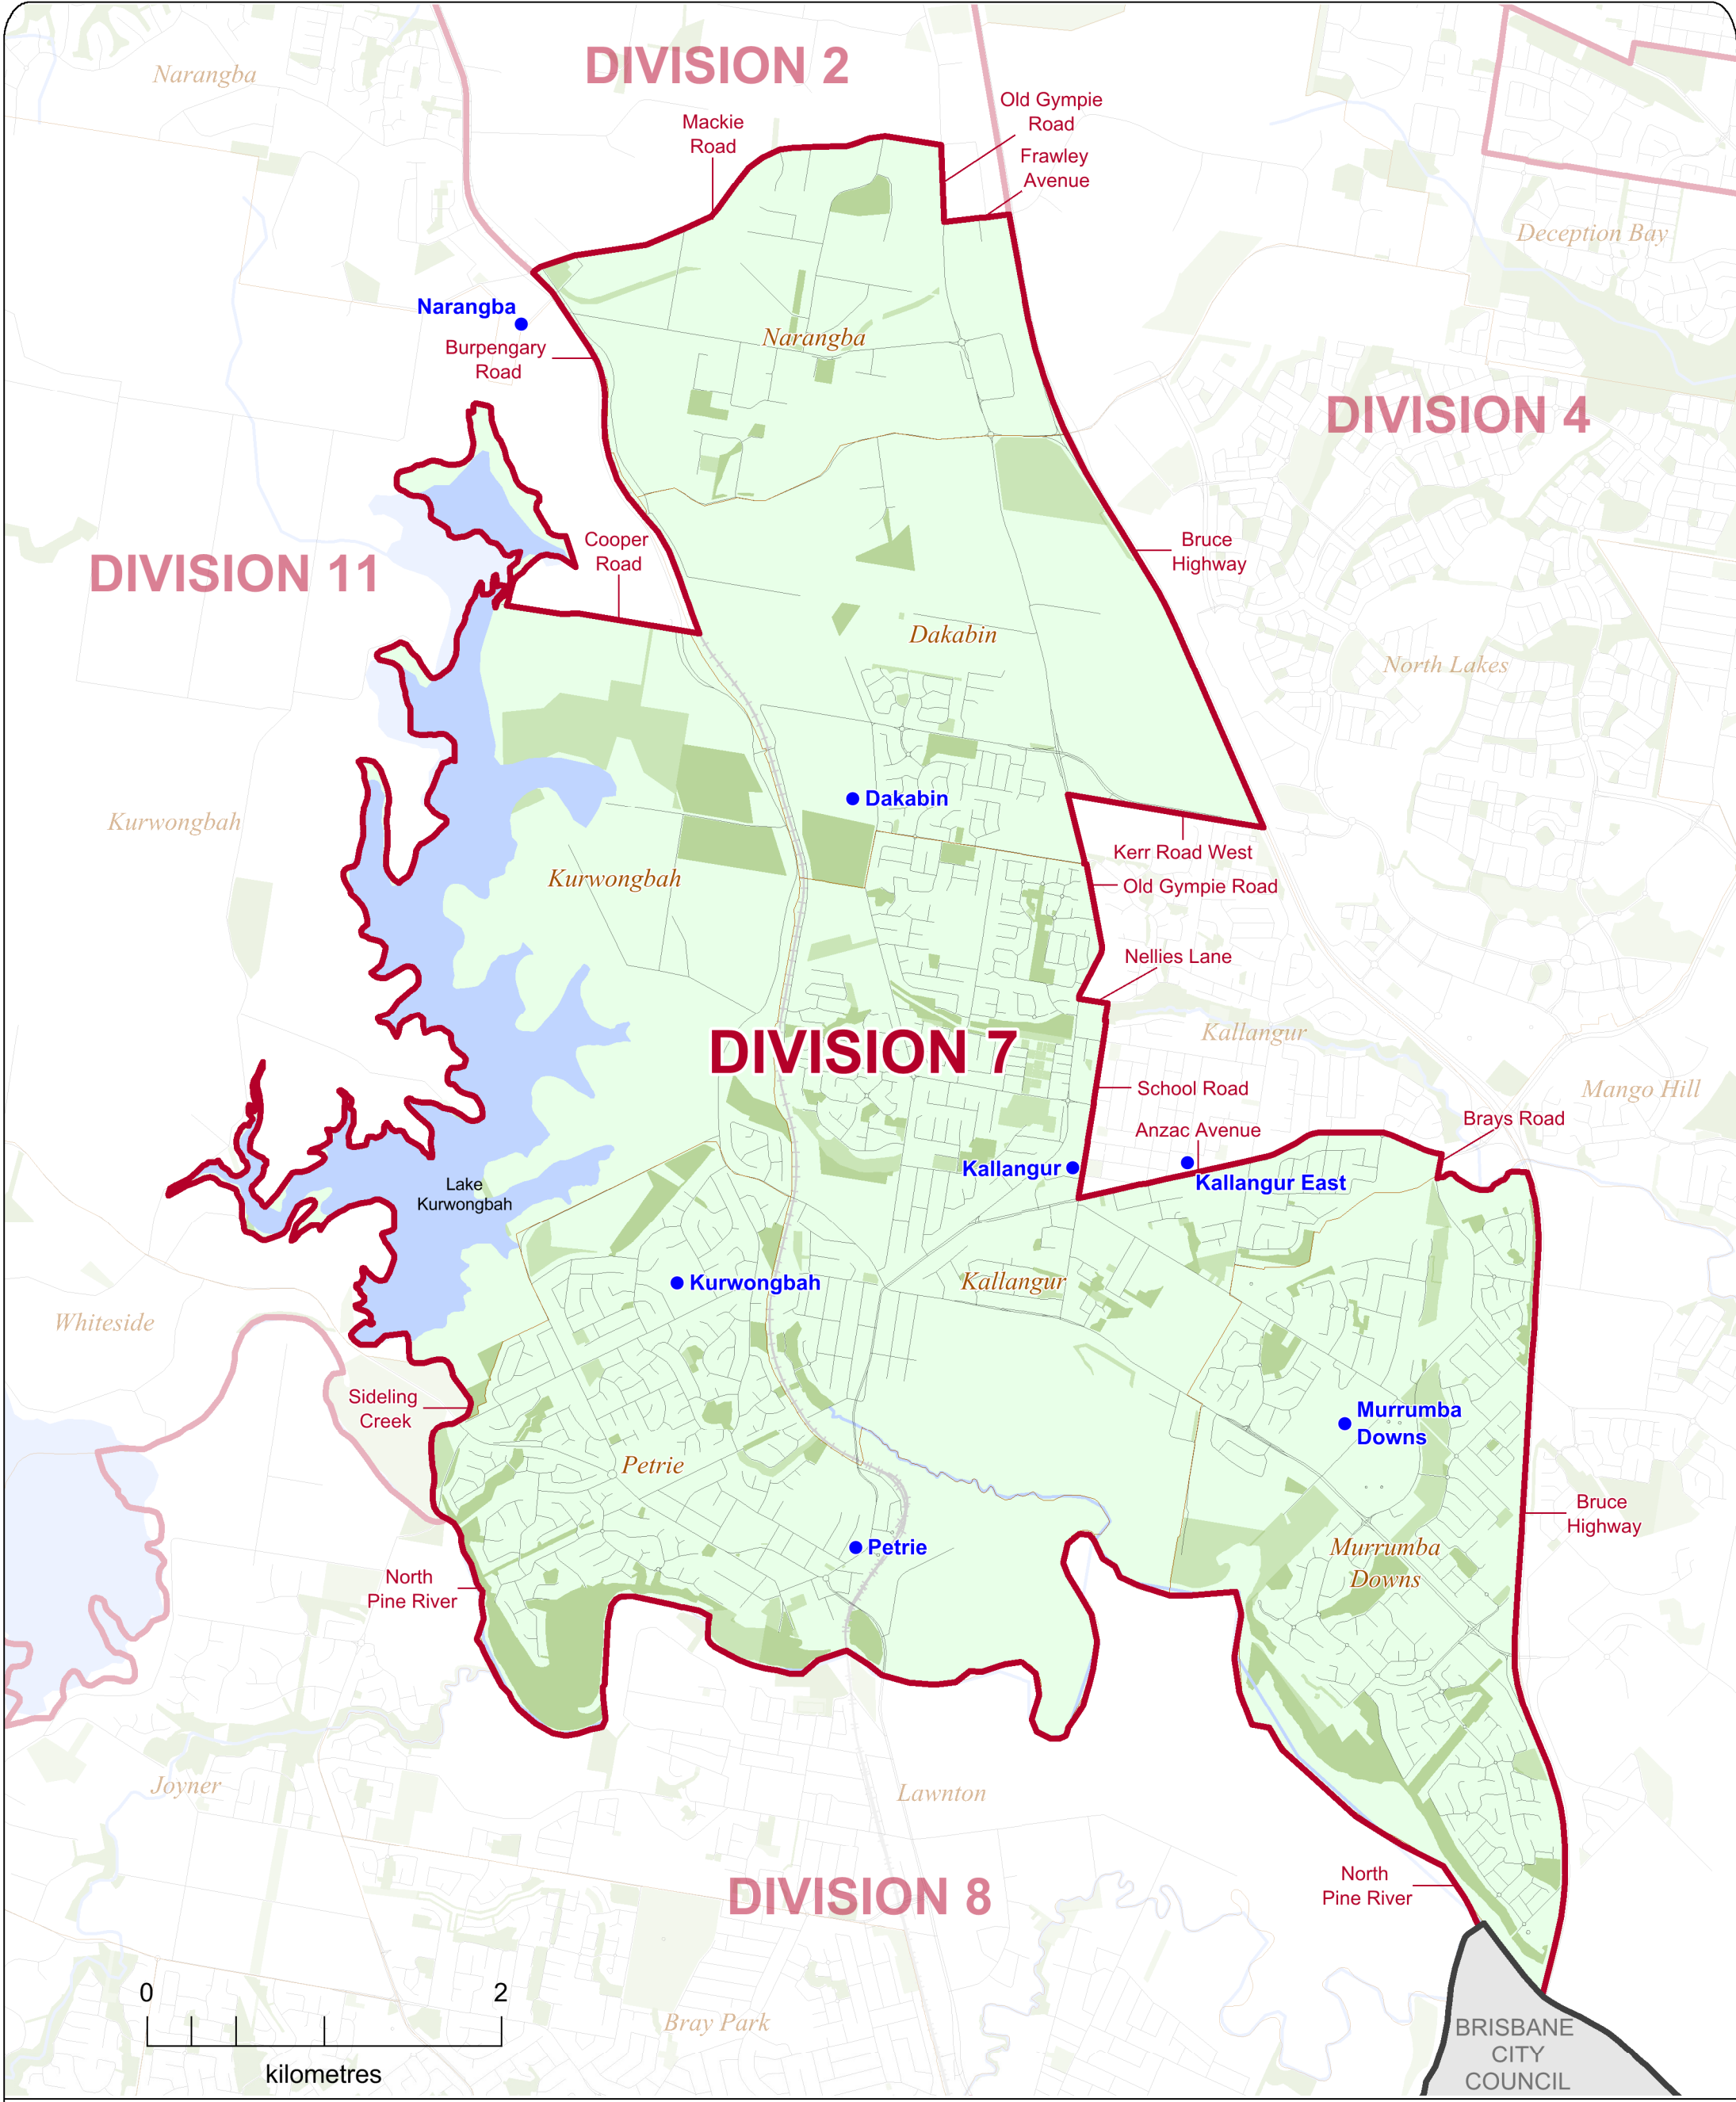 DIVISION 2
Narangba
Old Gympie
Road
Mackie
Road
Frawley
Avenue
Deception Bay
Narangba
Burpengary
Road
Narangba
DIVISION 4
Cooper
Road
Bruce
Highway
DIVISION 11
Dakabin
North Lakes
Dakabin
Kurwongbah
Kerr Road West
Kurwongbah
Old Gympie Road
Nellies Lane
Kallangur
DIVISION 7
School Road
Mango Hill
Brays Road
Anzac Avenue
Kallangur
Kallangur East
Lake
Kurwongbah
Kurwongbah
Kallangur
Whiteside
Sideling
Creek
Murrumba
Downs
Petrie
Bruce
Highway
Petrie
Murrumba
Downs
North
Pine River
Joyner
Lawnton
DIVISION 8
North
Pine River
0 2
kilometres
Bray Park
BRISBANE
CITY
COUNCIL